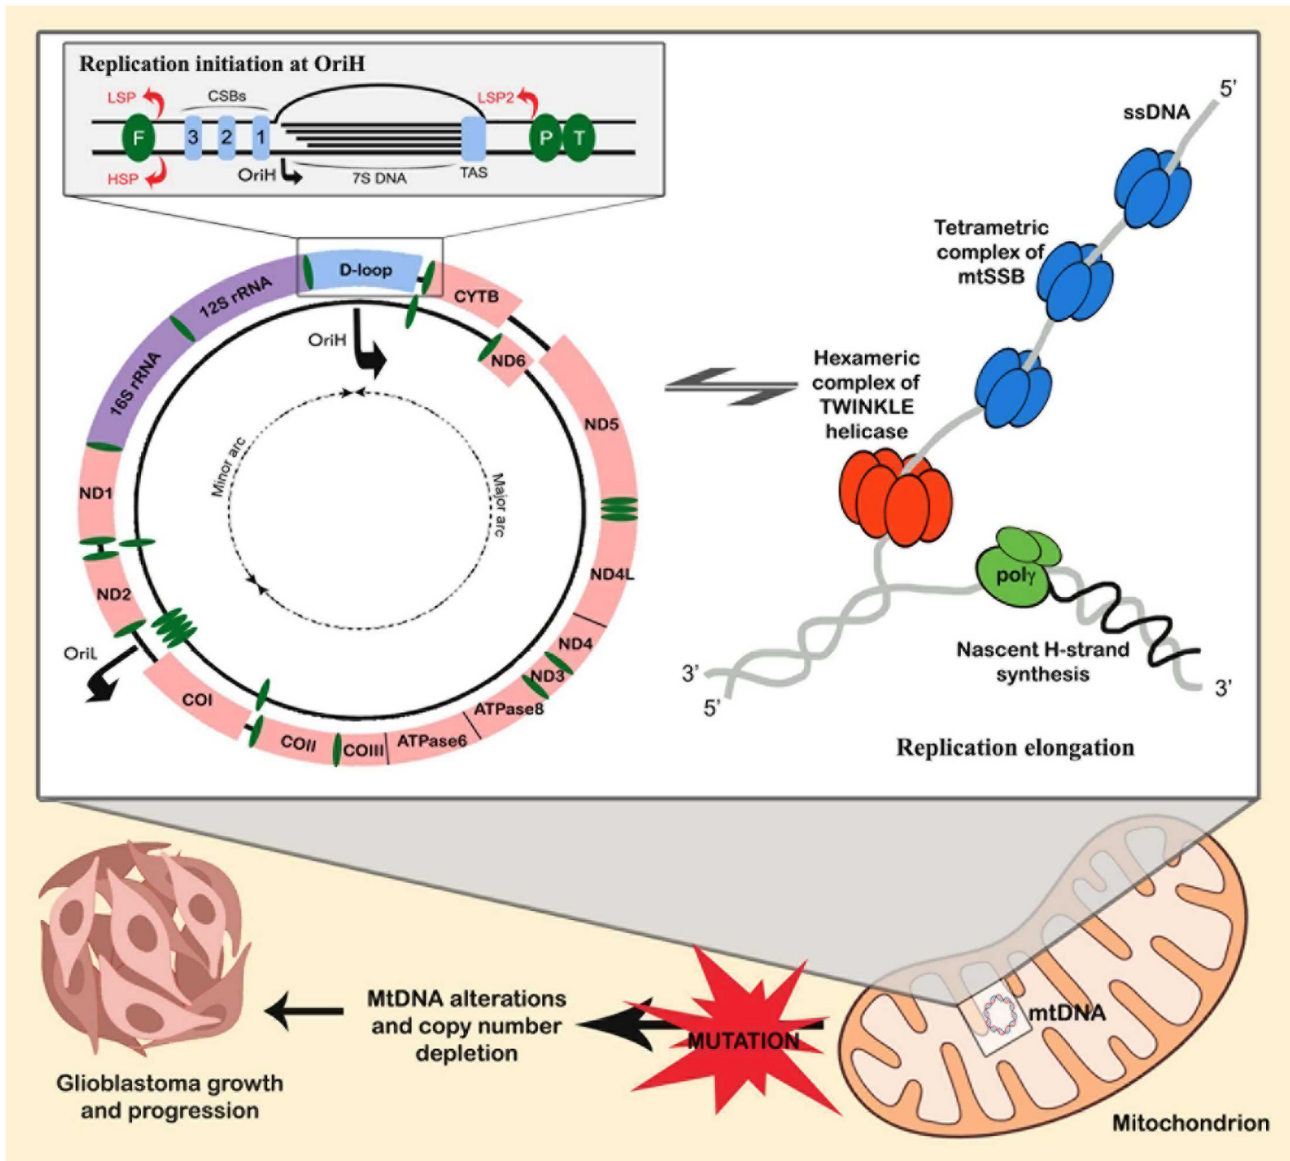 Replication initiation at OriH
LSP
CSBs
LSP2
F
3
2
1
P
T
HSP
OriH
7S DNA
TAS
D-loop
12S rRNA
CYTB
16S rRNA
OriH
ND6
ND5
Minor arc
Major arc
ND1
ND2
ND4L
ND4
ND3
OriL
COI
ATPase8
COII
COIII
ATPase6
5’
ssDNA
Tetrametric
complex of
mtSSB
Hexameric
complex of
TWINKLE
helicase
polγ
Nascent H-strand
synthesis
3’
5’
3’
Replication elongation
mtDNA
MUTATION
MtDNA alterations
and copy number
depletion
Glioblastoma growth
and progression
Mitochondrion